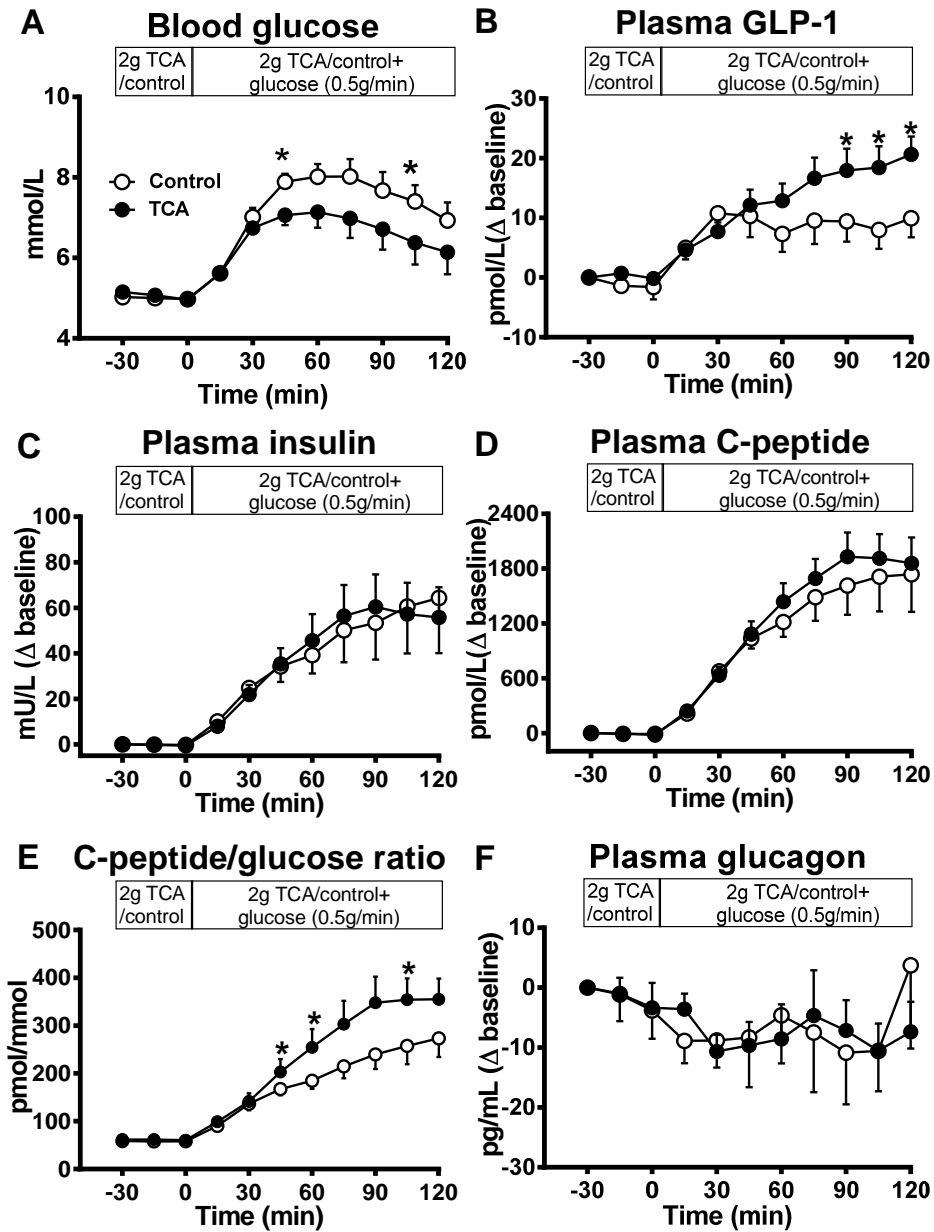 A
Blood glucose
2g TCA
/control
2g TCA/control+
glucose (0.5g/min)
mmol/L
10
8
6
4
* *
Control
TCA
-30 0 30 60 90 120
Time (min)
B
Plasma GLP-1
2g TCA
/control
2g TCA/control+
glucose (0.5g/min)
pmol/L(Δ baseline)
30
20
10
0
-10
* * *
-30 0 30 60 90 120
Time (min)
C
Plasma insulin
2g TCA
/control
2g TCA/control+
glucose (0.5g/min)
mU/L (Δ baseline)
100
80
60
40
20
0
-30 0 30 60 90 120
Time (min)
D
Plasma C-peptide
2g TCA
/control
2g TCA/control+
glucose (0.5g/min)
pmol/L(Δ baseline)
2400
1800
1200
600
0
-30 0 30 60 90 120
Time (min)
E
C-peptide/glucose ratio
2g TCA
/control
2g TCA/control+
glucose (0.5g/min)
pmol/mmol
500
400
300
200
100
0
* * *
-30 0 30 60 90 120
Time (min)
F
Plasma glucagon
2g TCA
/control
2g TCA/control+
glucose (0.5g/min)
pg/mL (Δ baseline)
10
0
-10
-20
-30
-30 0 30 60 90 120
Time (min)